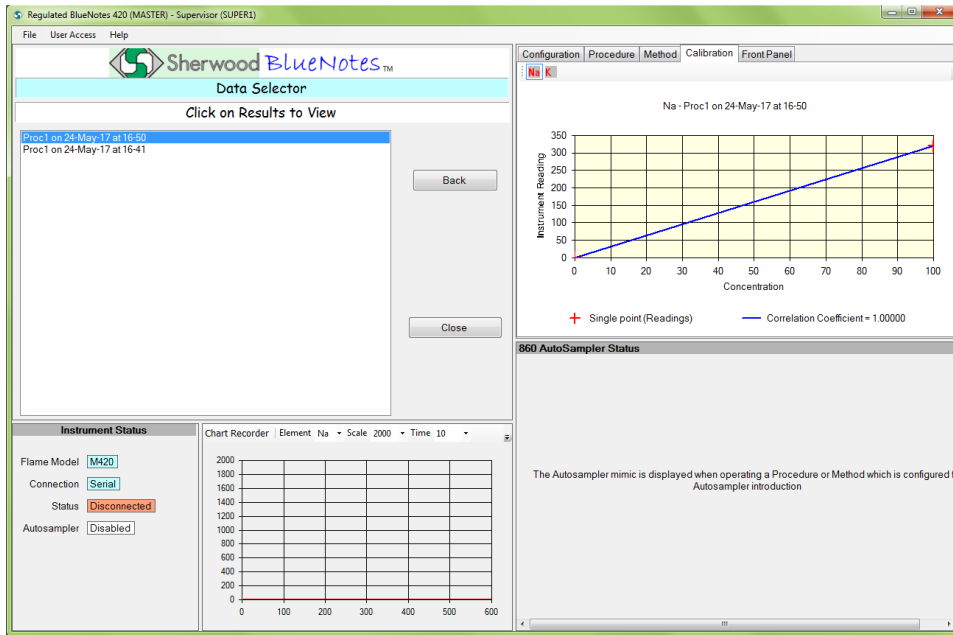 Regulated BlueNotes 420 (MASTER) - Supervisor (SUPER1)
File User Access Help
Sherwood BlueNotes TM
Data Selector
Click on Results to View
Proc1 on 24-May-17 at 16-50
Proc1 on 24-May-17 at 16-41
Back
Close
Configuration Procedure Method Calibration Front Panel
Na K
Na - Proc1 on 24-May-17 at 16-50
Instrument Reading
350
300
250
200
150
100
50
0
0 10 20 30 40 50 60 70 80 90 100
Concentration
Single point (Readings) Correlation Coefficient = 1.00000
Instrument Status
Flame Model M420
Connection Serial
Status Disconnected
Autosampler Disabled
Chart Recorder Element Na Scale 2000 Time 10
2000
1800
1600
1400
1200
1000
800
600
400
200
0
0 100 200 300 400 500 600
860 AutoSampler Status
The Autosampler mimic is displayed when operating a Procedure or Method which is configured f
Autosampler introduction